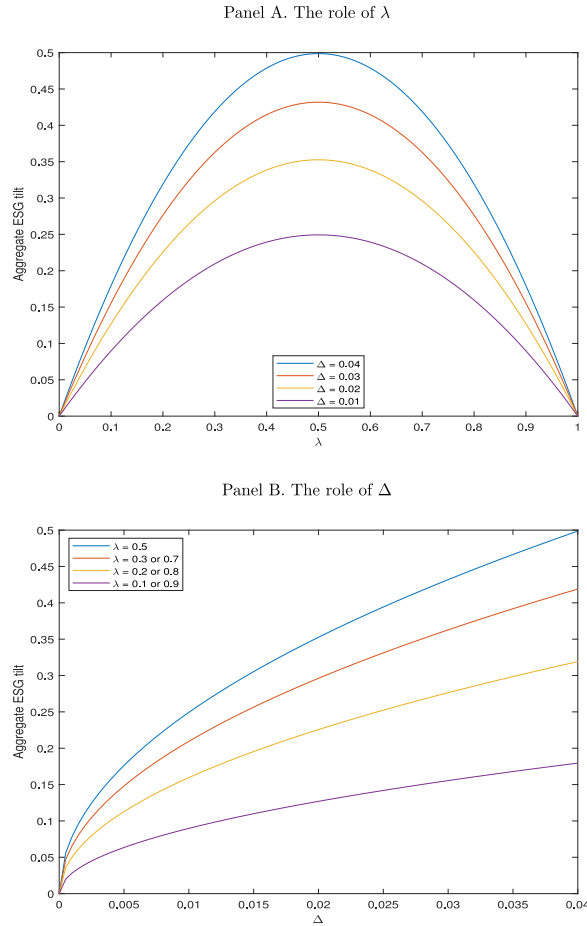 Panel A. The role of λ
0.5
0.45
0.4
0.35
0.3
0.25
0.2
0.15
0.1
0.05
0
Aggregate ESG tilt
Δ = 0.04
Δ = 0.03
Δ = 0.02
Δ = 0.01
0 0.1 0.2 0.3 0.4 0.5 0.6 0.7 0.8 0.9 1
λ
Panel B. The role of Δ
0.5
0.45
0.4
0.35
0.3
0.25
0.2
0.15
0.1
0.05
0
Aggregate ESG tilt
λ = 0.5
λ = 0.3 or 0.7
λ = 0.2 or 0.8
λ = 0.1 or 0.9
0 0.005 0.01 0.015 0.02 0.025 0.03 0.035 0.04
Δ